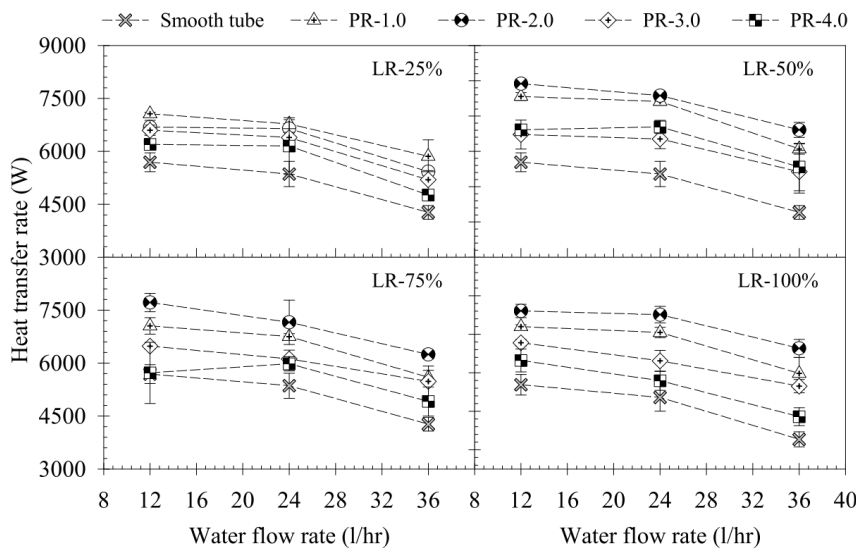 Smooth tube PR-1.0 PR-2.0 PR-3.0 PR-4.0
9000
7500
6000
4500
3000
LR-25%
LR-50%
7500
6000
4500
3000
LR-75%
LR-100%
Heat transfer rate (W)
8 12 16 20 24 28 32 36 8 12 16 20 24 28 32 36 40
Water flow rate (l/hr) Water flow rate (l/hr)